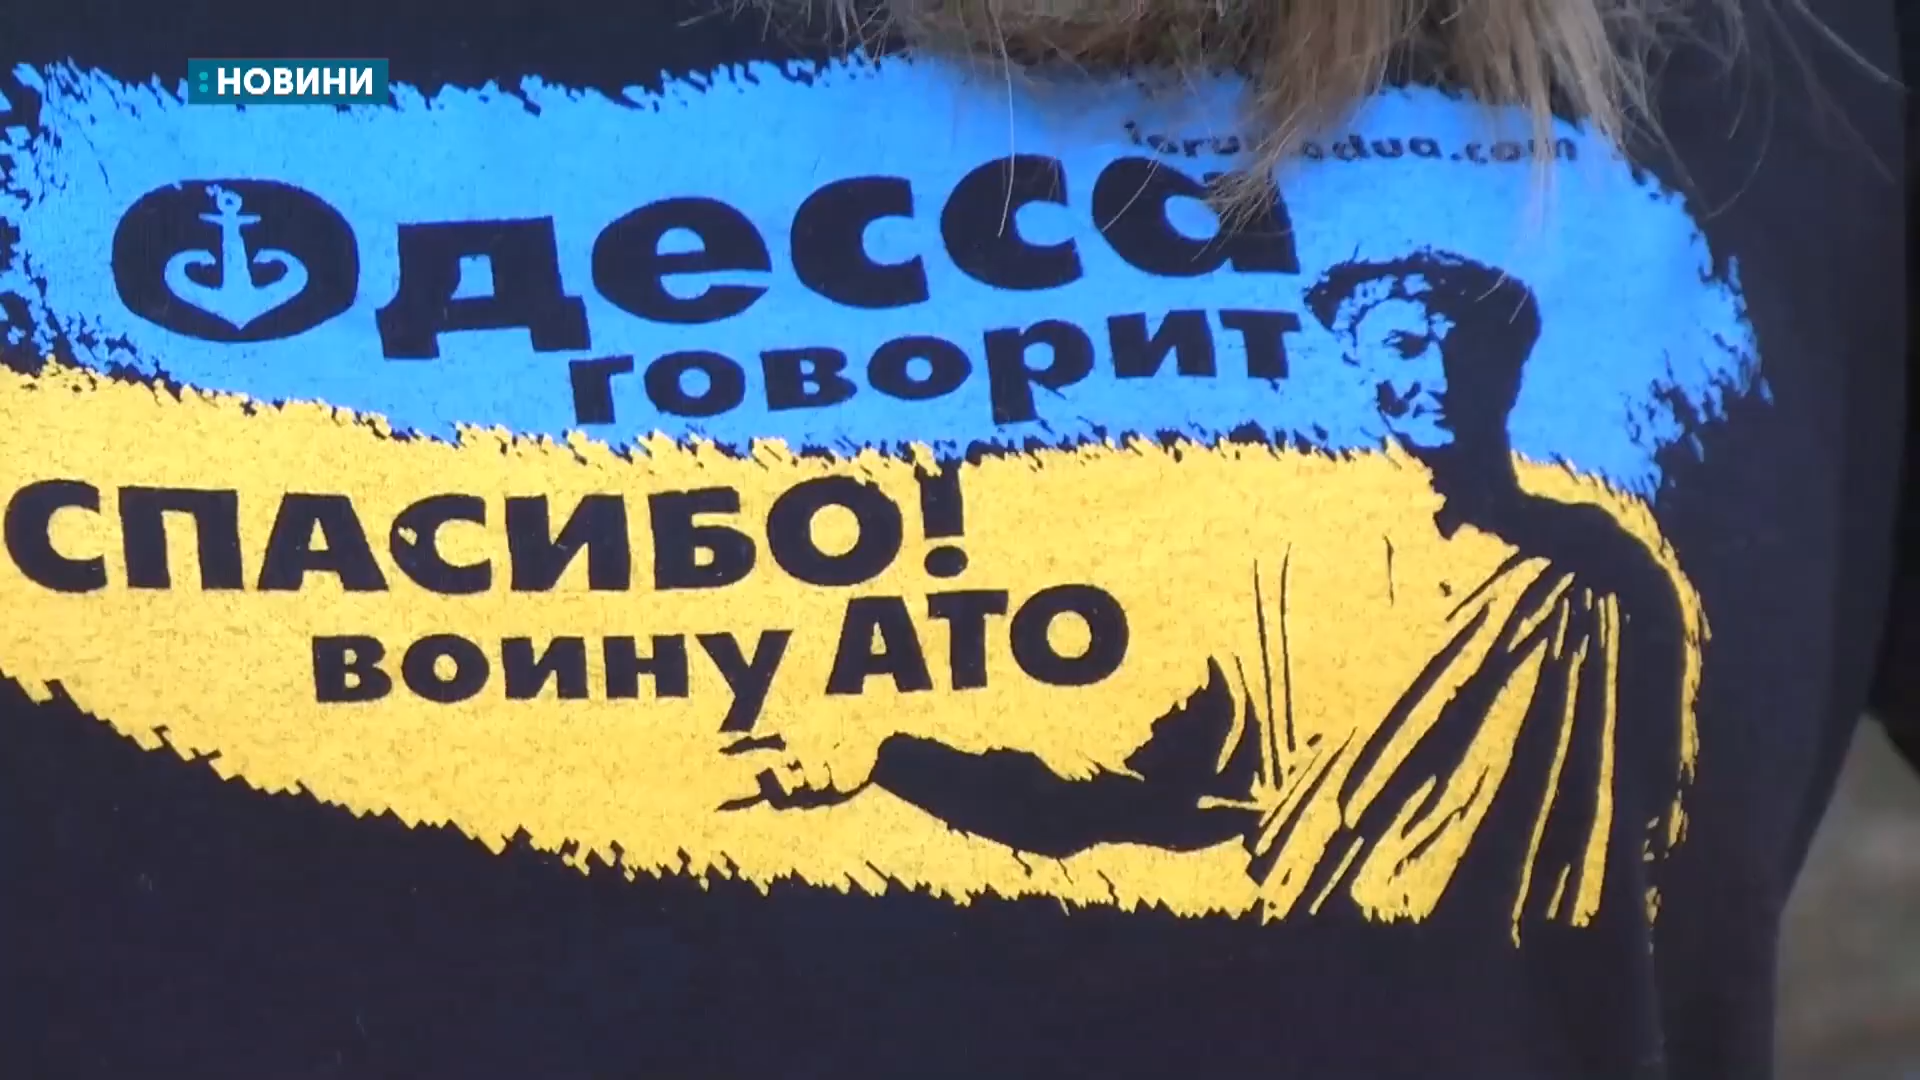 :НОВИНИ
Одесса
говорит
СПАСИБО!
воину АТО